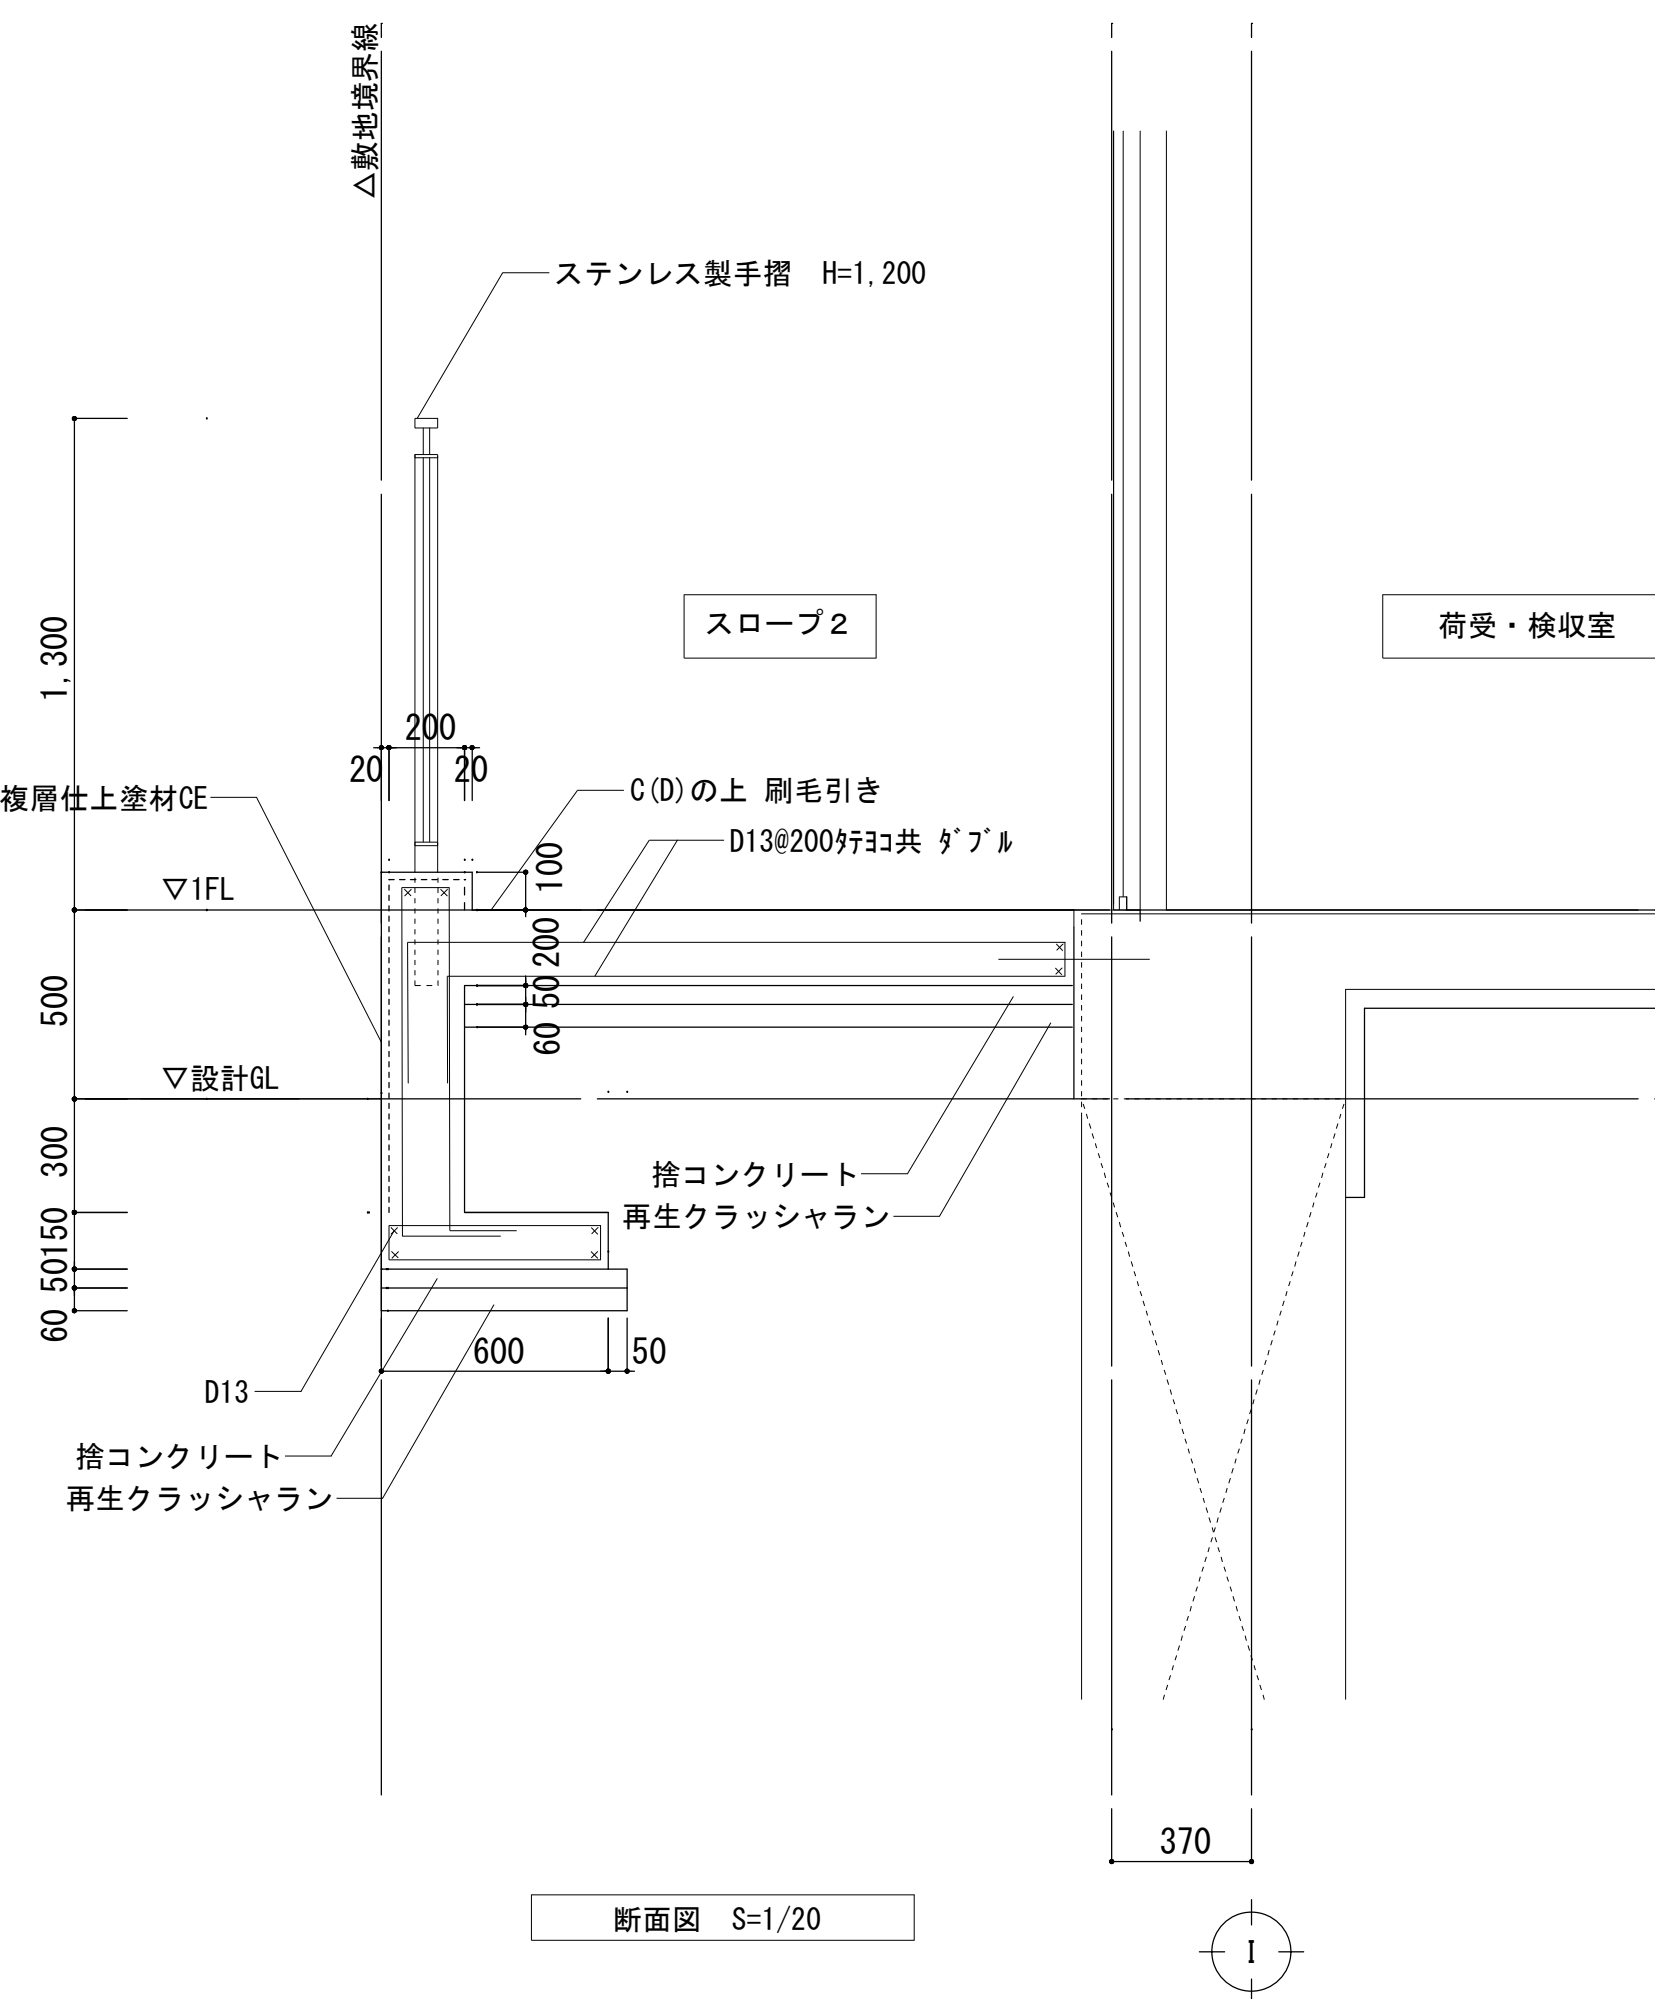 △敷地境界線
ステンレス製手摺　H=1,200
1,300
スロープ２
荷受・検収室
200
20
20
複層仕上塗材CE
C(D)の上 刷毛引き
D13@200ﾀﾃﾖｺ共 ﾀﾞﾌﾞﾙ
100
▽1FL
200
500
50
60
▽設計GL
300
捨コンクリート
再生クラッシャラン
150
50
60
600
50
D13
捨コンクリート
再生クラッシャラン
370
断面図　S=1/20
I